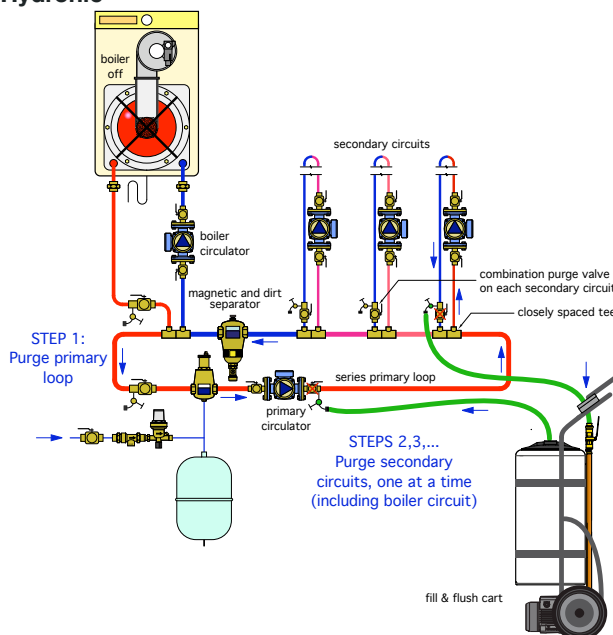 Hydronic
boiler
off
secondary circuits
boiler
circulator
magnetic and dirt
separator
combination purge valve
on each secondary circuit
closely spaced tee
STEP 1:
Purge primary
loop
series primary loop
primary
circulator
STEPS 2,3,...
Purge secondary
circuits, one at a time
(including boiler circuit)
fill & flush cart